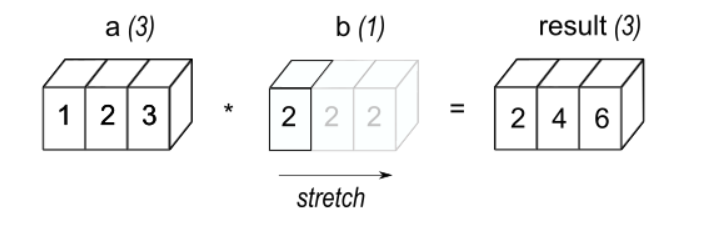 a (3) b (1) result (3)
1 2 3 * 2 2 2 = 2 4 6
stretch